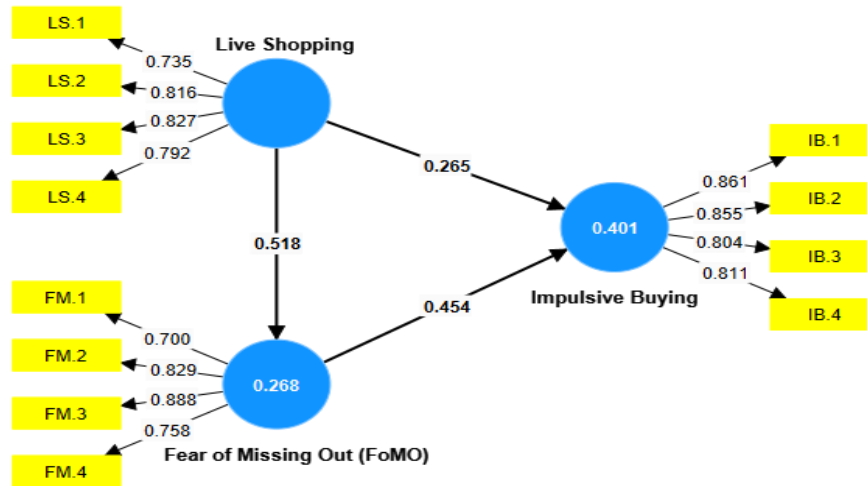 LS.1
Live Shopping
0.735
LS.2
0.816
LS.3
0.827
0.792
LS.4
IB.1
0.265
0.861
IB.2
0.855
0.401
0.804
IB.3
0.518
0.811
FM.1
0.454
Impulsive Buying
IB.4
0.700
FM.2
0.829
0.268
0.888
FM.3
0.758
Fear of Missing Out (FoMO)
FM.4